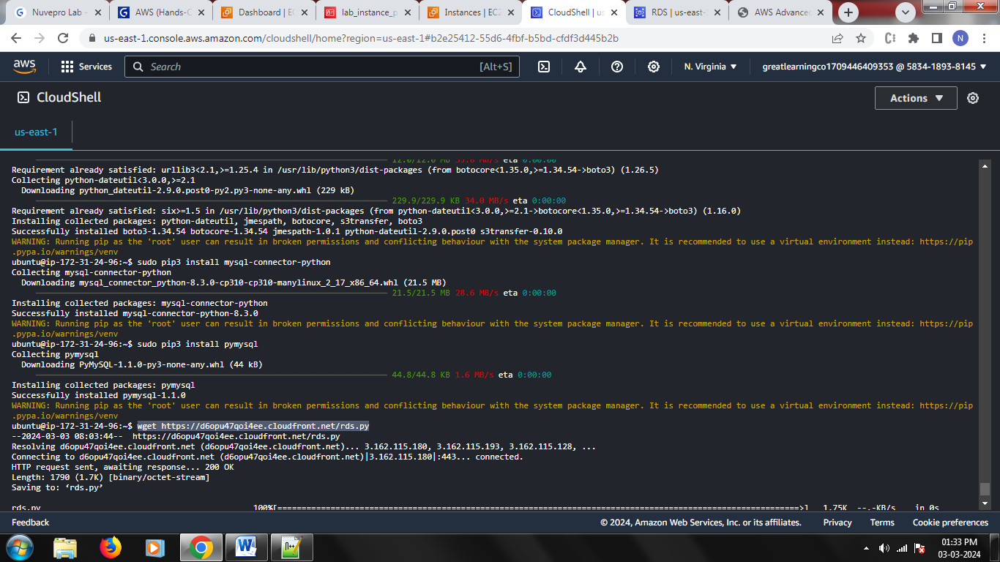 Nuvepro Lab -
AWS (Hands-O
Dashboard | EC
lab_instance_p
Instances | EC2
CloudShell | us
RDS | us-east-
AWS Advance
us-east-1.console.aws.amazon.com/cloudshell/home?region=us-east-1#b2e25412-55d6-4fbf-b5bd-cfdf3d445b2b
N
aws
Services
Search
[Alt+S]
N. Virginia
greatlearningco1709446409353 @ 5834-1893-8145
CloudShell
Actions
us-east-1
12.0/12.0 MB 35.6 MB/s eta 0:00:00
Requirement already satisfied: urllib3<2.1,>=1.25.4 in /usr/lib/python3/dist-packages (from botocore<1.35.0,>=1.34.54->boto3) (1.26.5)
Collecting python-dateutil<3.0.0,>=2.1
Downloading python_dateutil-2.9.0.post0-py2.py3-none-any.whl (229 kB)
229.9/229.9 KB 34.0 MB/s eta 0:00:00
Requirement already satisfied: six>=1.5 in /usr/lib/python3/dist-packages (from python-dateutil<3.0.0,>=2.1->botocore<1.35.0,>=1.34.54->boto3) (1.16.0)
Installing collected packages: python-dateutil, jmespath, botocore, s3transfer, boto3
Successfully installed boto3-1.34.54 botocore-1.34.54 jmespath-1.0.1 python-dateutil-2.9.0.post0 s3transfer-0.10.0
WARNING: Running pip as the 'root' user can result in broken permissions and conflicting behaviour with the system package manager. It is recommended to use a virtual environment instead: https://pip
.pypa.io/warnings/venv
ubuntu@ip-172-31-24-96:~$ sudo pip3 install mysql-connector-python
Collecting mysql-connector-python
Downloading mysql_connector_python-8.3.0-cp310-cp310-manylinux_2_17_x86_64.whl (21.5 MB)
21.5/21.5 MB 28.6 MB/s eta 0:00:00
Installing collected packages: mysql-connector-python
Successfully installed mysql-connector-python-8.3.0
WARNING: Running pip as the 'root' user can result in broken permissions and conflicting behaviour with the system package manager. It is recommended to use a virtual environment instead: https://pip
.pypa.io/warnings/venv
ubuntu@ip-172-31-24-96:~$ sudo pip3 install pymysql
Collecting pymysql
Downloading PyMySQL-1.1.0-py3-none-any.whl (44 kB)
44.8/44.8 KB 1.6 MB/s eta 0:00:00
Installing collected packages: pymysql
Successfully installed pymysql-1.1.0
WARNING: Running pip as the 'root' user can result in broken permissions and conflicting behaviour with the system package manager. It is recommended to use a virtual environment instead: https://pip
.pypa.io/warnings/venv
ubuntu@ip-172-31-24-96:~$ wget https://d6opu47qoi4ee.cloudfront.net/rds.py
--2024-03-03 08:03:44-- https://d6opu47qoi4ee.cloudfront.net/rds.py
Resolving d6opu47qoi4ee.cloudfront.net (d6opu47qoi4ee.cloudfront.net)... 3.162.115.180, 3.162.115.193, 3.162.115.128, ...
Connecting to d6opu47qoi4ee.cloudfront.net (d6opu47qoi4ee.cloudfront.net)|3.162.115.180|:443... connected.
HTTP request sent, awaiting response... 200 OK
Length: 1790 (1.7K) [binary/octet-stream]
Saving to: ‘rds.py’
rds.py 100%[=============================================================================================================>] 1.75K --.-KB/s in 0s
Feedback
© 2024, Amazon Web Services, Inc. or its affiliates.
Privacy
Terms
Cookie preferences
01:33 PM
03-03-2024